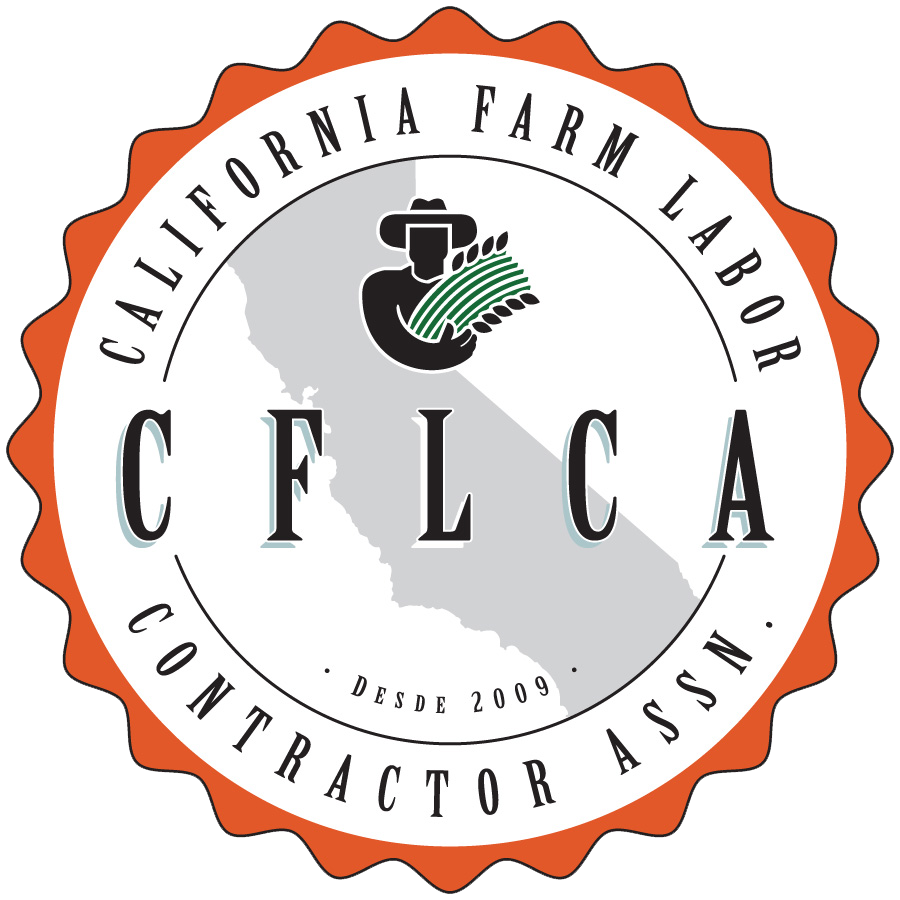 CALIFORNIA FARM LABOR
CFLCA
• DESDE 2009 •
CONTRACTOR ASSN.